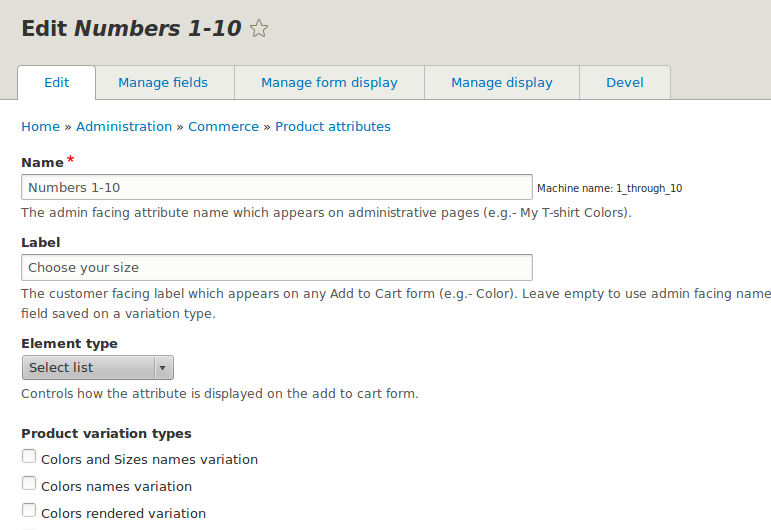 Edit Numbers 1-10
Edit Manage fields Manage form display Manage display Devel
Home » Administration » Commerce » Product attributes
Name *
Numbers 1-10 Machine name: 1_through_10
The admin facing attribute name which appears on administrative pages (e.g.- My T-shirt Colors).
Label
Choose your size
The customer facing label which appears on any Add to Cart form (e.g.- Color). Leave empty to use admin facing name
field saved on a variation type.
Element type
Select list
Controls how the attribute is displayed on the add to cart form.
Product variation types
Colors and Sizes names variation
Colors names variation
Colors rendered variation